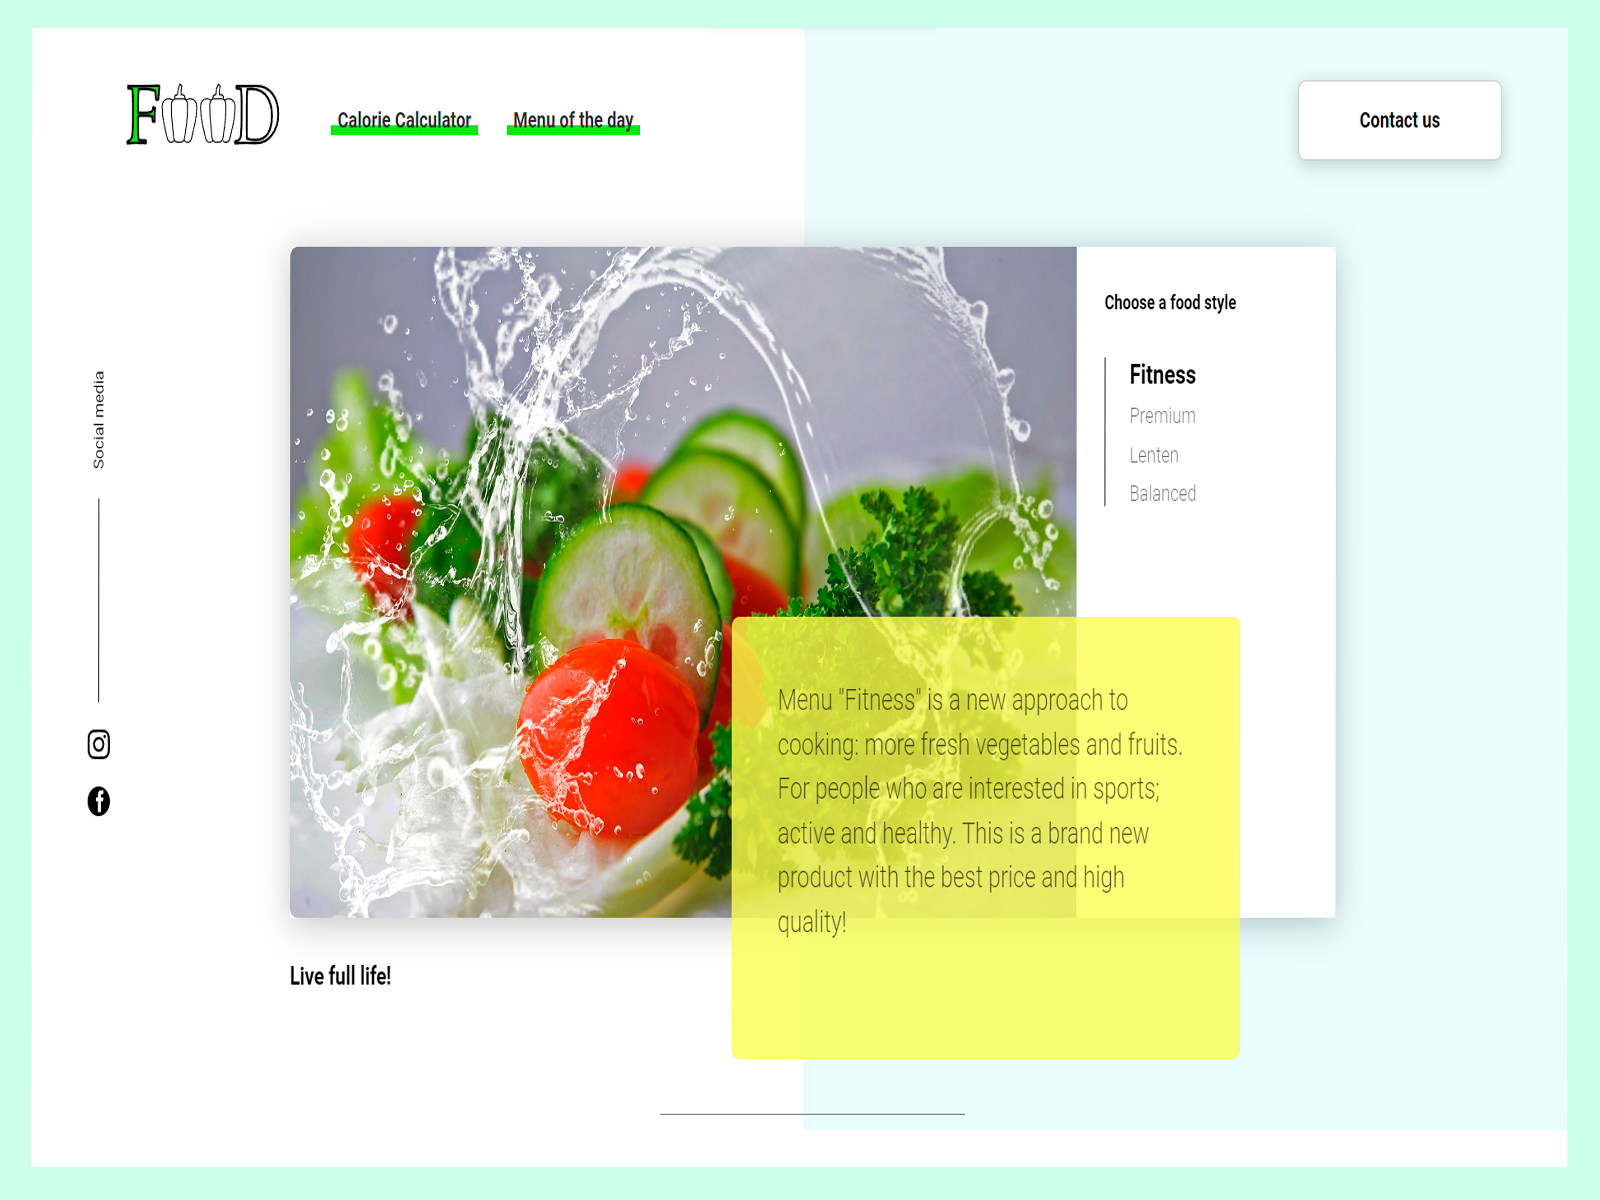 FOOD
Calorie Calculator
Menu of the day
Contact us
Social media
Choose a food style
Fitness
Premium
Lenten
Balanced
Menu "Fitness" is a new approach to
cooking: more fresh vegetables and fruits.
For people who are interested in sports;
active and healthy. This is a brand new
product with the best price and high
quality!
Live full life!